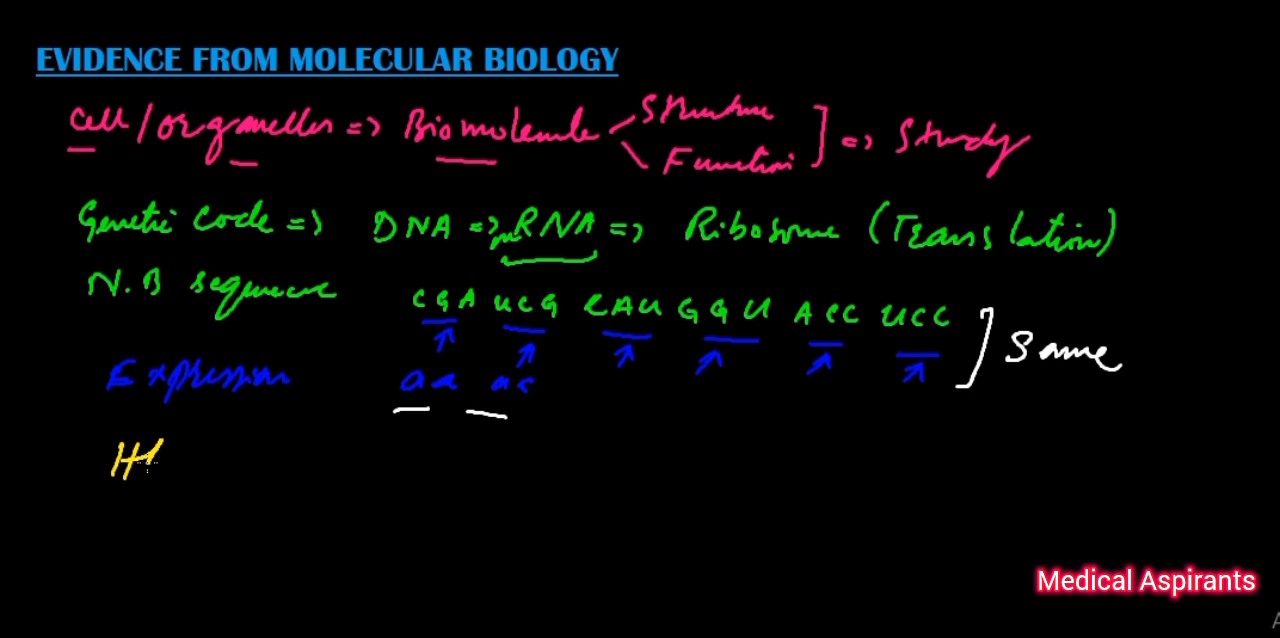 EVIDENCE FROM MOLECULAR BIOLOGY
Cell / organelles => Biomolecule Structure
Function ] => Study
Genetic code => DNA => mRNA => Ribosome (Translation)
N.B sequence CGA UCG CAU GGU ACC UCC ] Same
Expression aa aa
H
Medical Aspirants